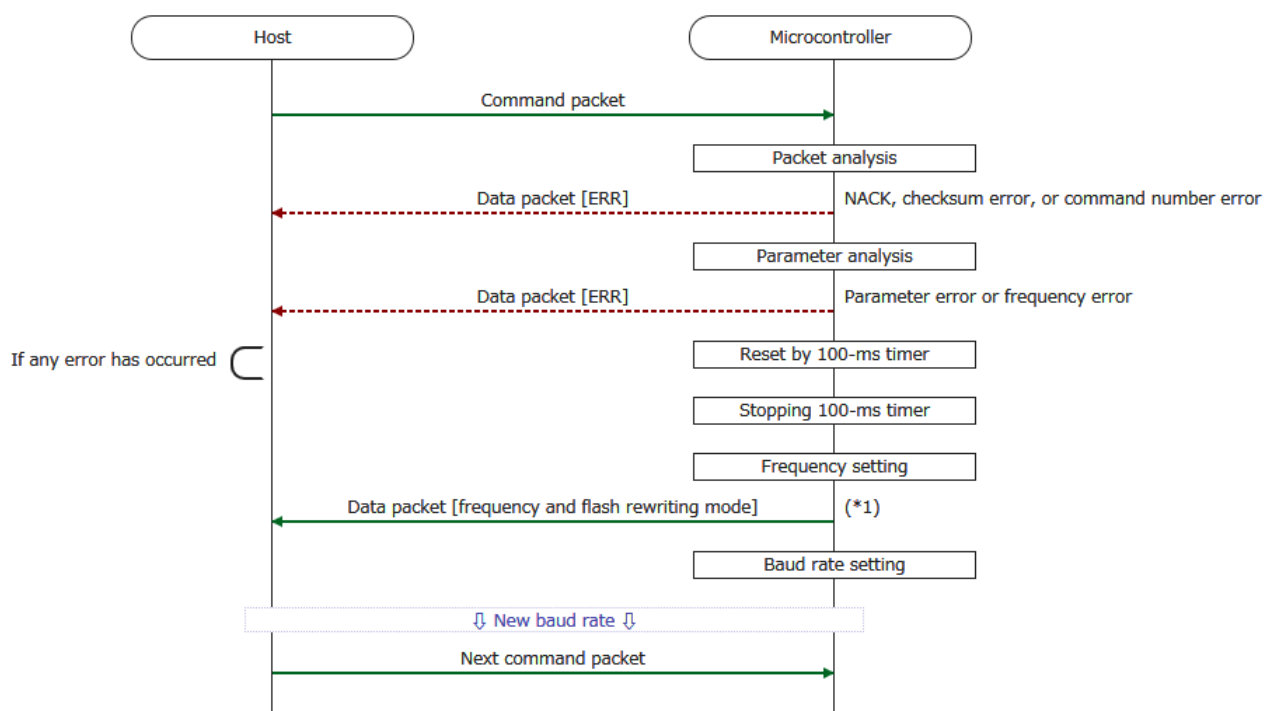 Host
Microcontroller
Command packet
Packet analysis
Data packet [ERR]
NACK, checksum error, or command number error
Parameter analysis
Data packet [ERR]
Parameter error or frequency error
If any error has occurred
Reset by 100-ms timer
Stopping 100-ms timer
Frequency setting
Data packet [frequency and flash rewriting mode]
(*1)
Baud rate setting
⇩ New baud rate ⇩
Next command packet